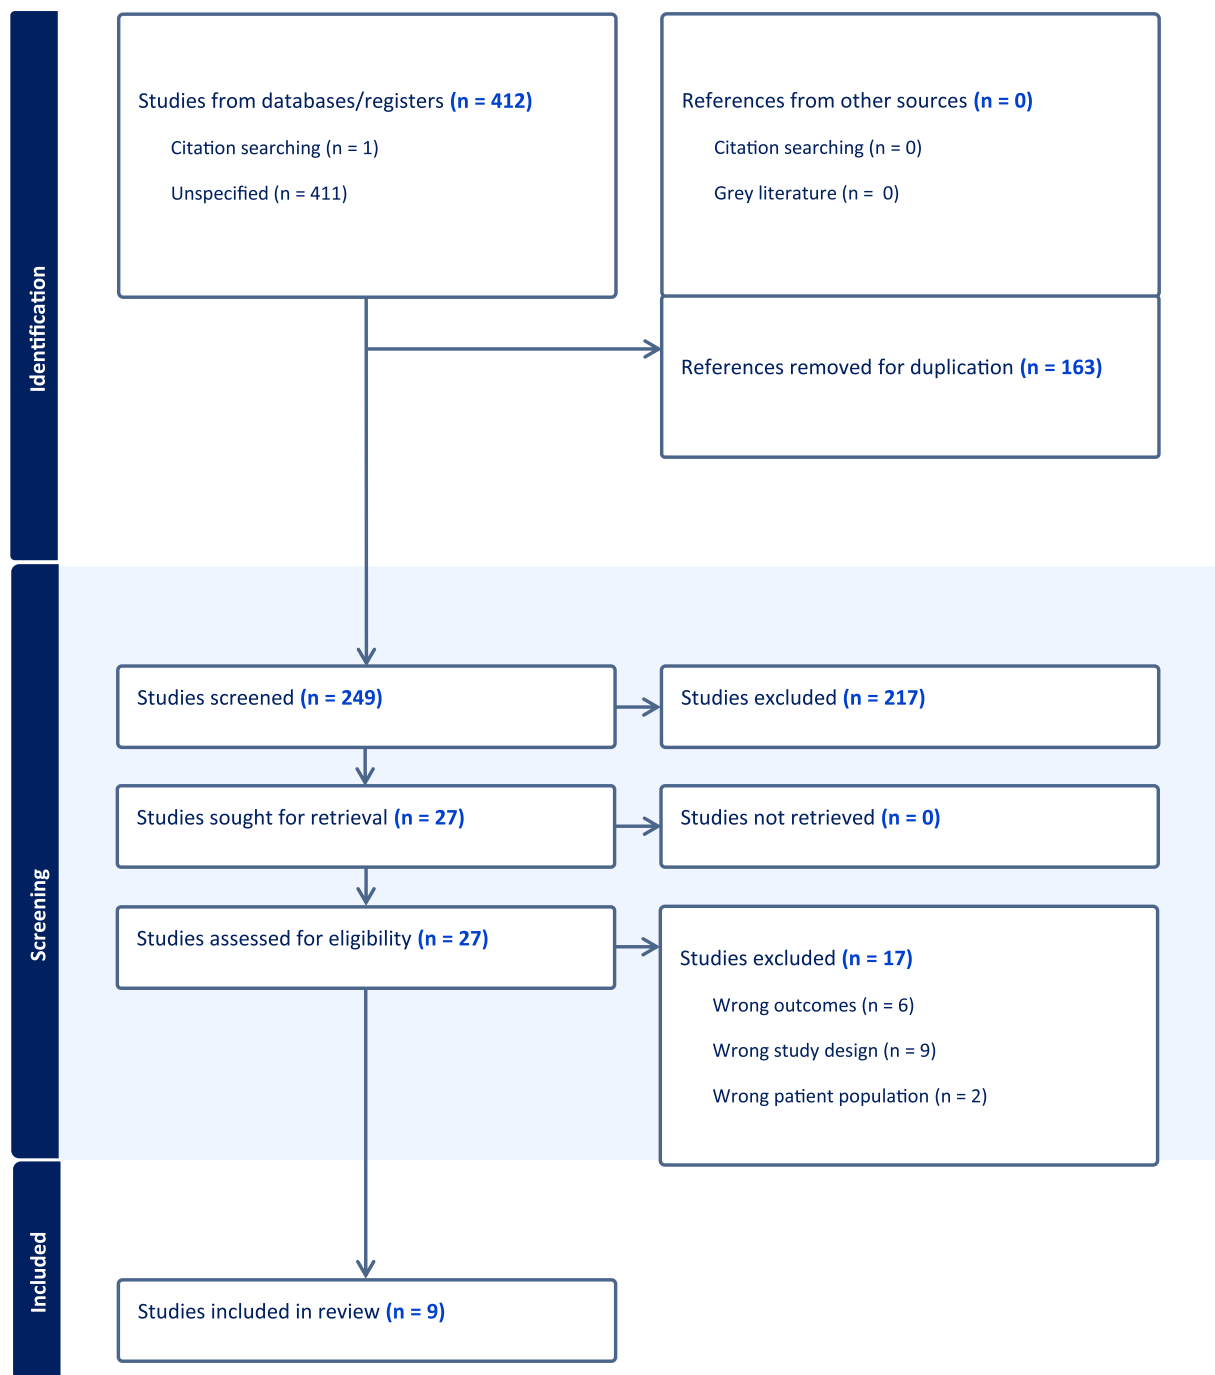 Identification
Studies from databases/registers (n = 412)
Citation searching (n = 1)
Unspecified (n = 411)
References from other sources (n = 0)
Citation searching (n = 0)
Grey literature (n =  0)
References removed for duplication (n = 163)
Screening
Studies screened (n = 249)
Studies excluded (n = 217)
Studies sought for retrieval (n = 27)
Studies not retrieved (n = 0)
Studies assessed for eligibility (n = 27)
Studies excluded (n = 17)
Wrong outcomes (n = 6)
Wrong study design (n = 9)
Wrong patient population (n = 2)
Included
Studies included in review (n = 9)